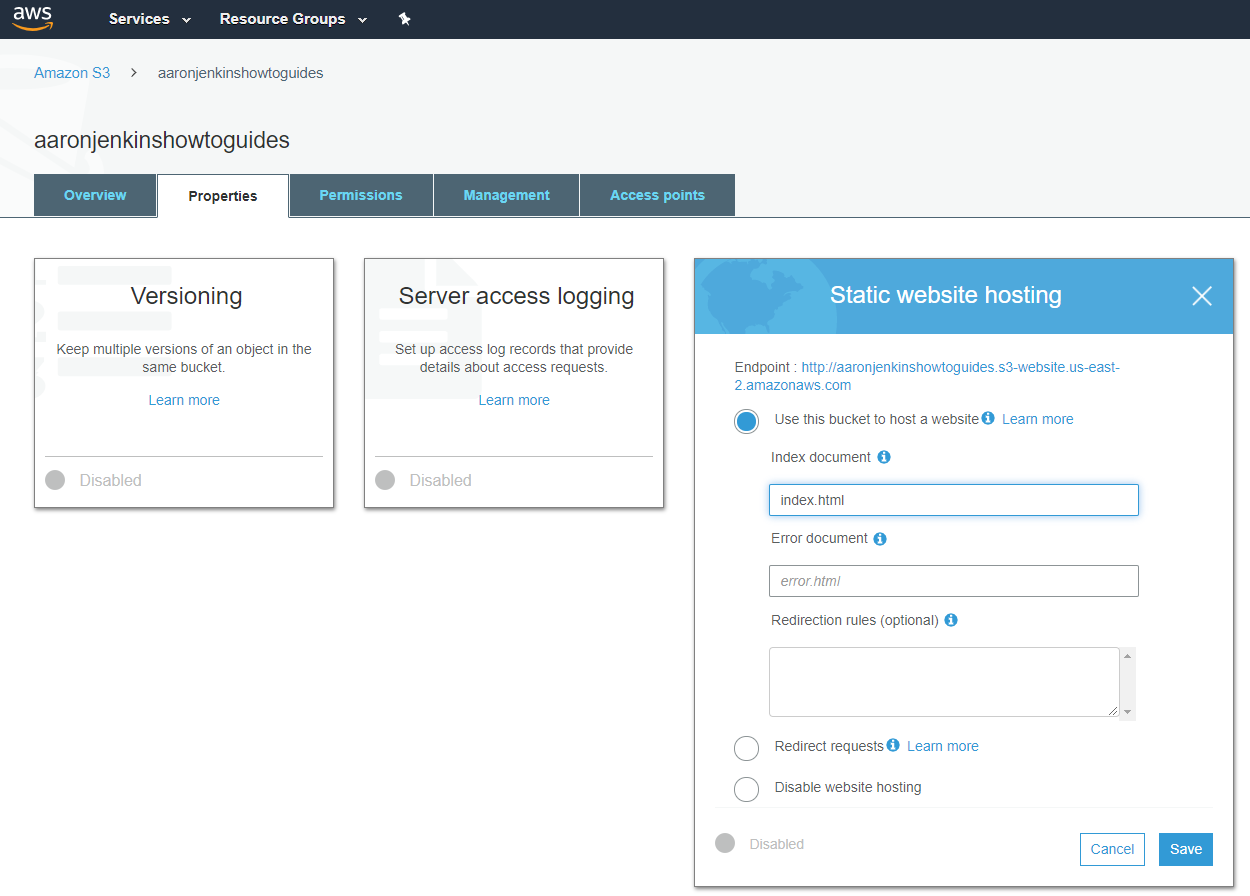 aws Services Resource Groups
Amazon S3 > aaronjenkinshowtoguides
aaronjenkinshowtoguides
Overview Properties Permissions Management Access points
Versioning
Keep multiple versions of an object in the
same bucket.
Learn more
Disabled
Server access logging
Set up access log records that provide
details about access requests.
Learn more
Disabled
Static website hosting
Endpoint : http://aaronjenkinshowtoguides.s3-website.us-east-
2.amazonaws.com
Use this bucket to host a website Learn more
Index document
index.html
Error document
error.html
Redirection rules (optional)
Redirect requests Learn more
Disable website hosting
Disabled
Cancel Save